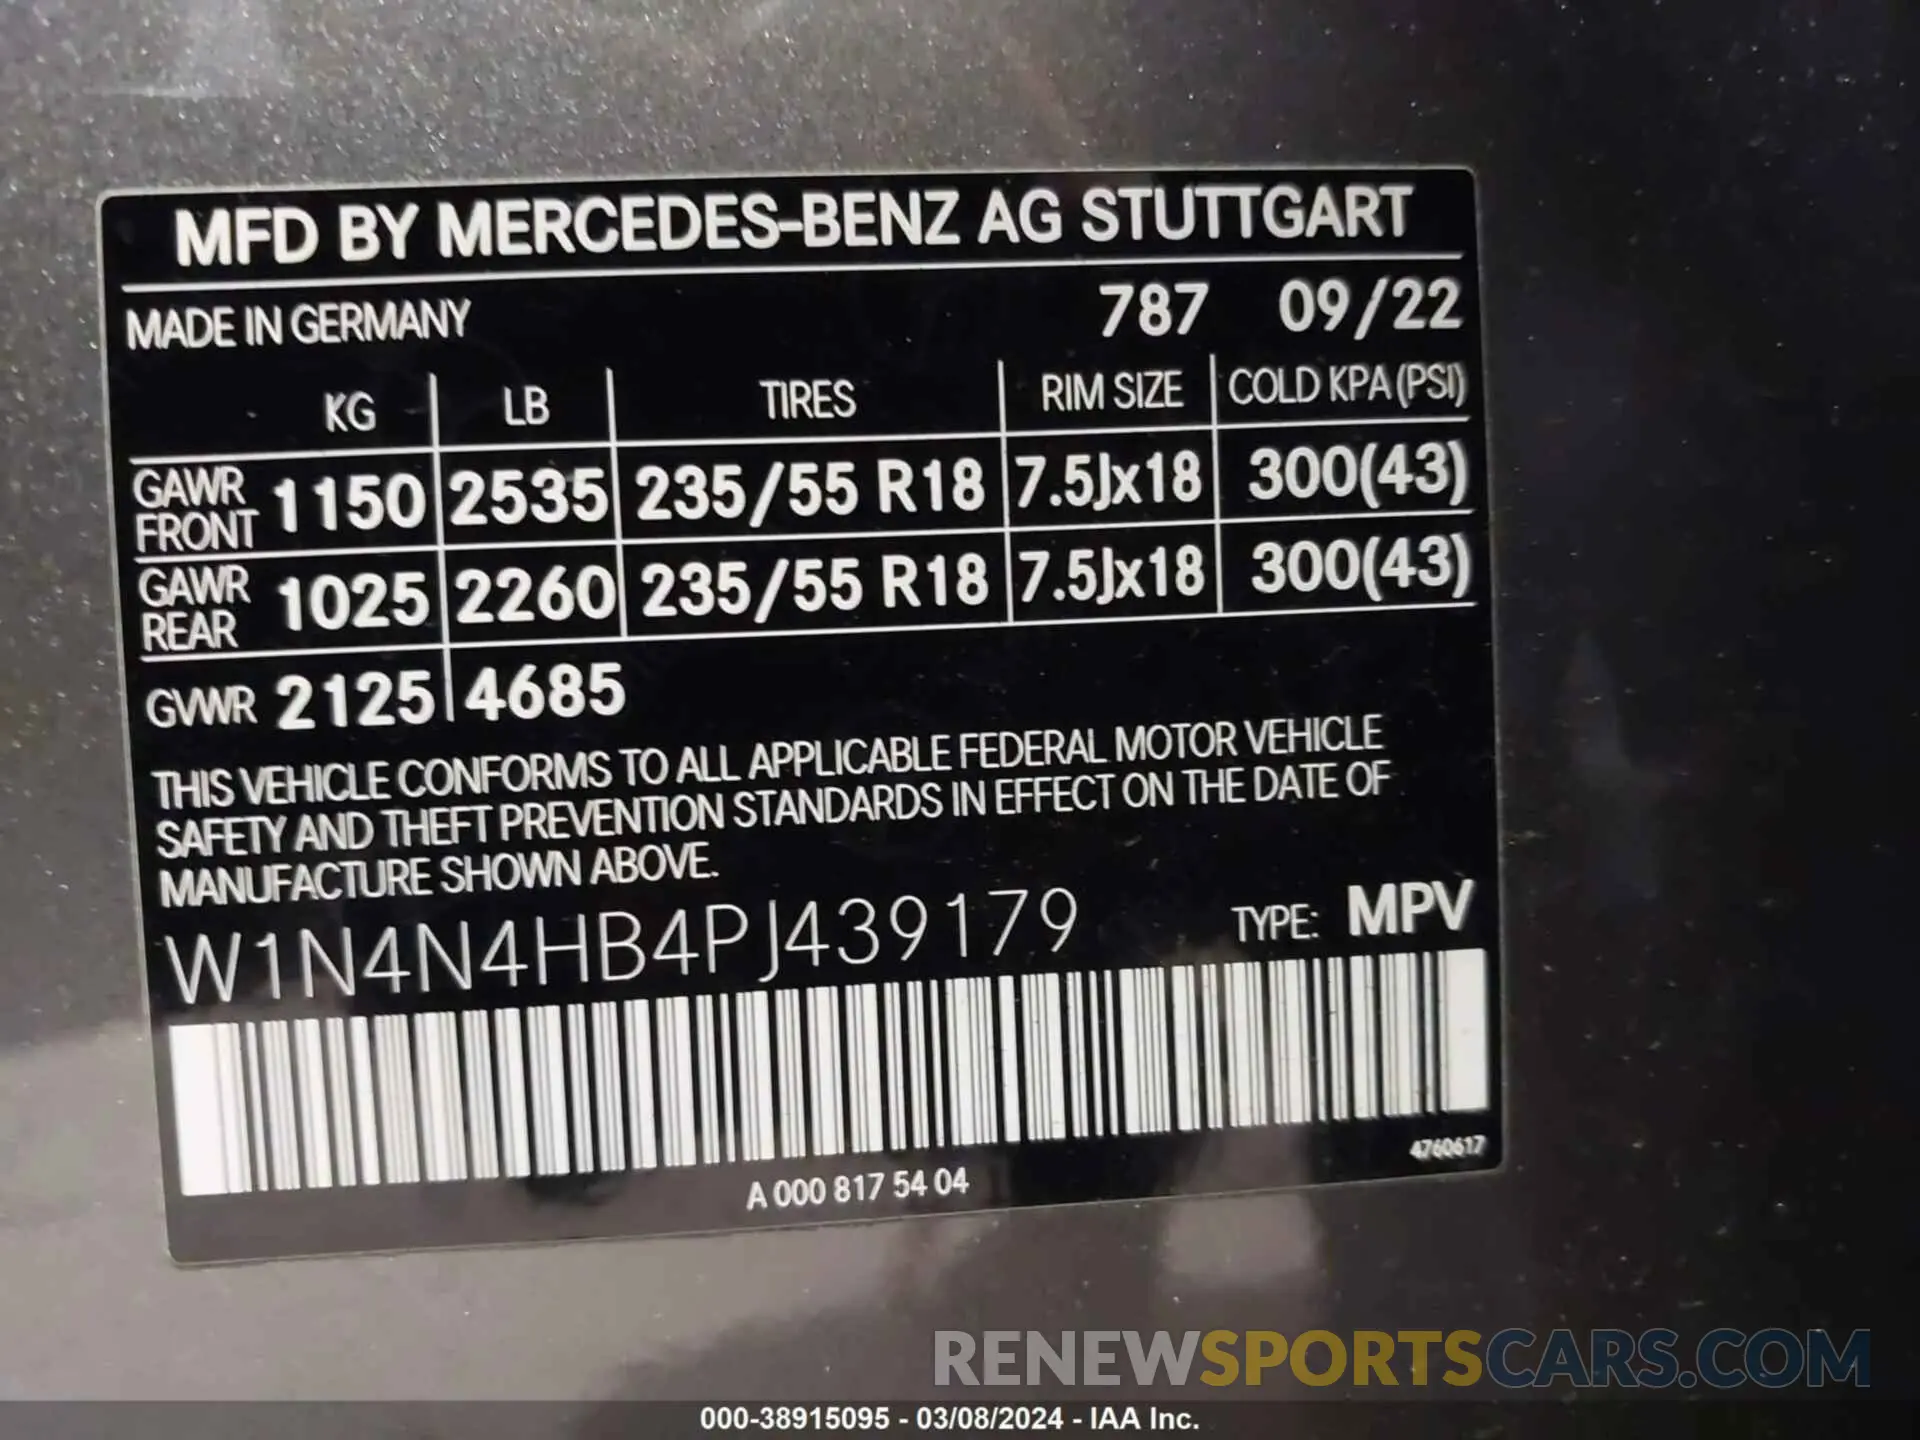 MFD BY MERCEDES-BENZ AG STUTTGART
MADE IN GERMANY 787 09/22
KG LB TIRES RIM SIZE COLD KPA (PSI)
GAWR FRONT 1150 2535 235/55 R18 7.5Jx18 300(43)
GAWR REAR 1025 2260 235/55 R18 7.5Jx18 300(43)
GVWR 2125 4685
THIS VEHICLE CONFORMS TO ALL APPLICABLE FEDERAL MOTOR VEHICLE
SAFETY AND THEFT PREVENTION STANDARDS IN EFFECT ON THE DATE OF
MANUFACTURE SHOWN ABOVE.
W1N4N4HB4PJ439179 TYPE: MPV
4760617
A 000 817 54 04
RENEWSPORTSCARS.COM
000-38915095 - 03/08/2024 - IAA Inc.